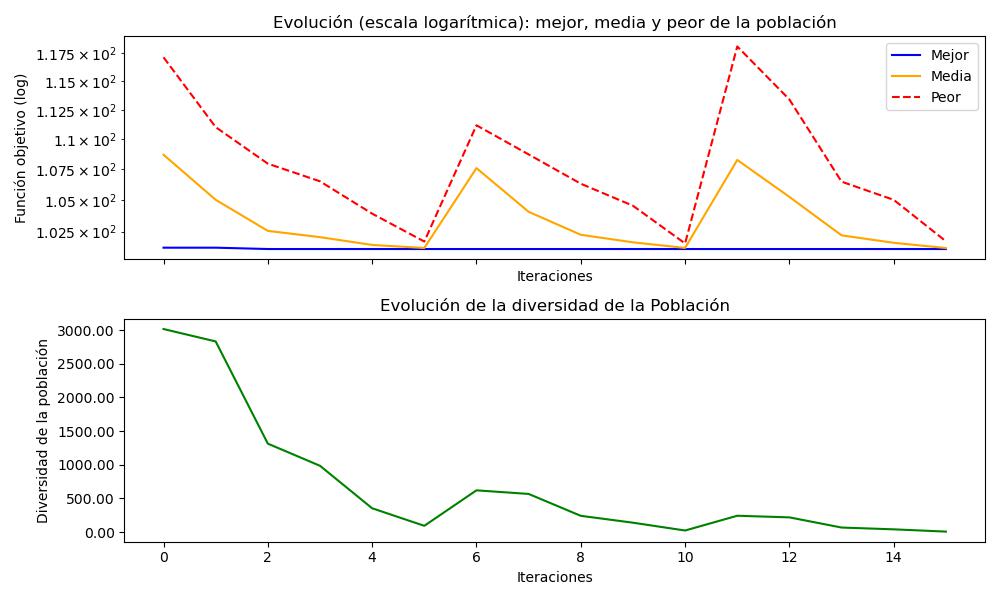 Evolución (escala logarítmica): mejor, media y peor de la población
Función objetivo (log)
1.175 × 10²
1.15 × 10²
1.125 × 10²
1.1 × 10²
1.075 × 10²
1.05 × 10²
1.025 × 10²
Mejor
Media
Peor
Iteraciones
Evolución de la diversidad de la Población
Diversidad de la población
3000.00
2500.00
2000.00
1500.00
1000.00
500.00
0.00
0 2 4 6 8 10 12 14
Iteraciones